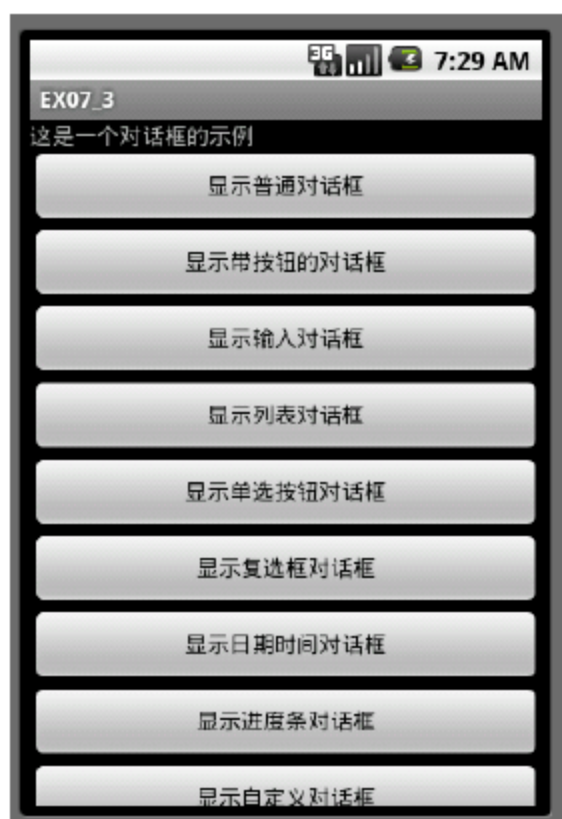 3G 7:29 AM
EX07_3
这是一个对话框的示例
显示普通对话框
显示带按钮的对话框
显示输入对话框
显示列表对话框
显示单选按钮对话框
显示复选框对话框
显示日期时间对话框
显示进度条对话框
显示自定义对话框